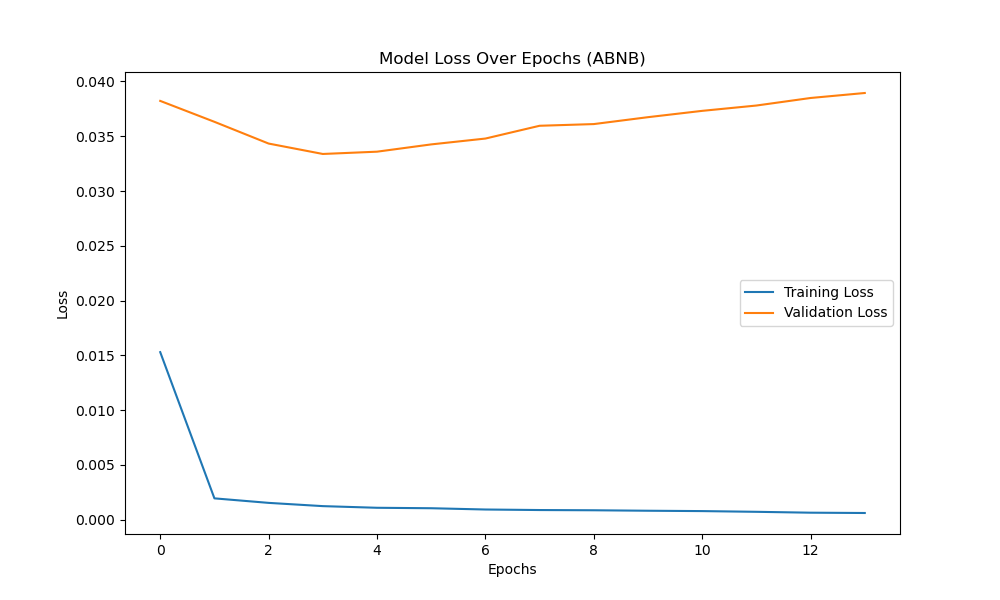 Model Loss Over Epochs (ABNB)
0.040
0.035
0.030
0.025
0.020
0.015
0.010
0.005
0.000
Loss
Training Loss
Validation Loss
0 2 4 6 8 10 12
Epochs